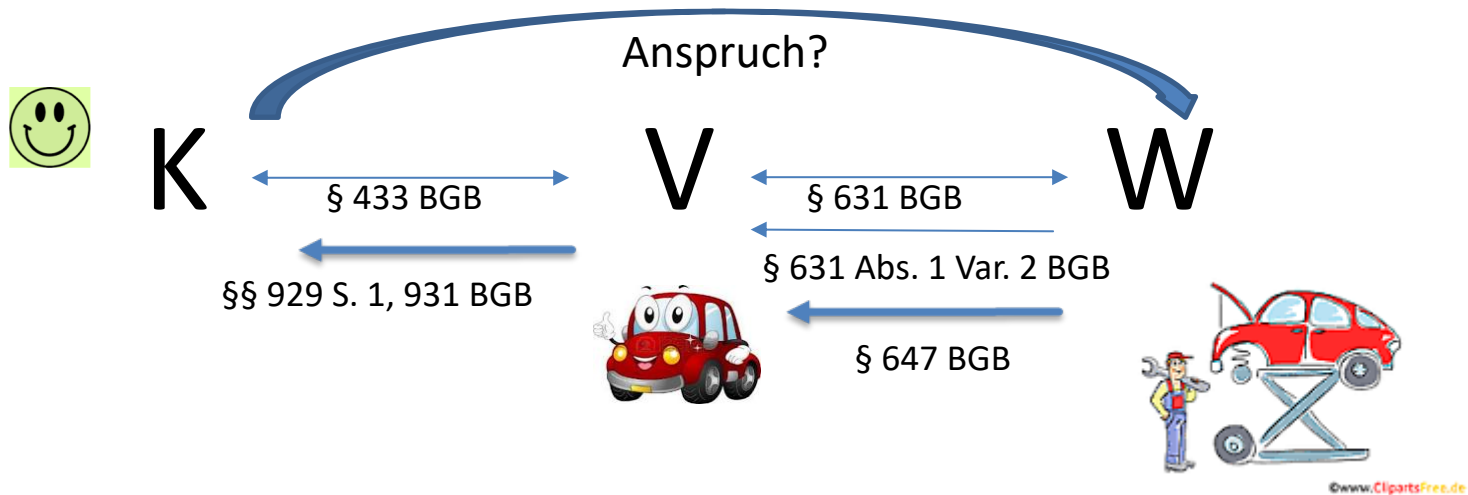 Anspruch?
K
V
W
§ 433 BGB
§ 631 BGB
§ 631 Abs. 1 Var. 2 BGB
§§ 929 S. 1, 931 BGB
§ 647 BGB
©www.ClipartsFree.de